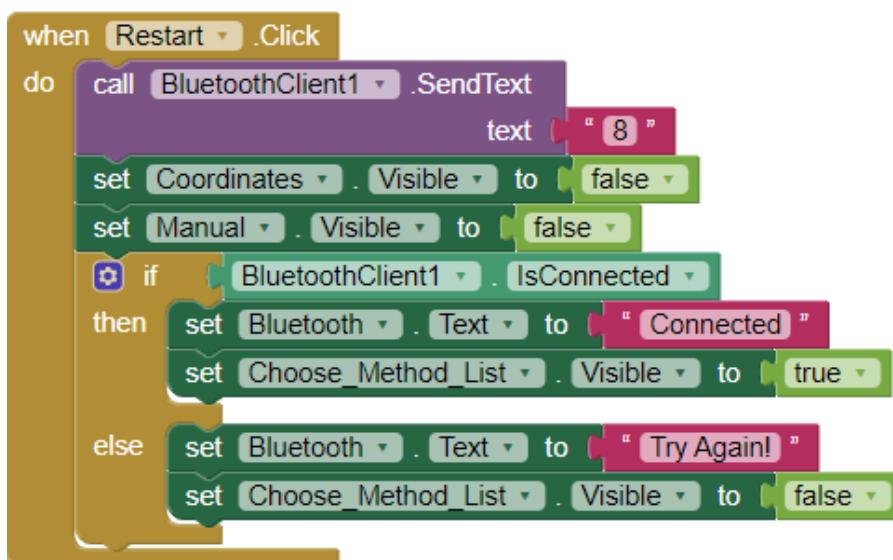 when Restart .Click
do call BluetoothClient1 .SendText
text " 8 "
set Coordinates . Visible to false
set Manual . Visible to false
if BluetoothClient1 . IsConnected
then set Bluetooth . Text to " Connected "
set Choose_Method_List . Visible to true
else set Bluetooth . Text to " Try Again! "
set Choose_Method_List . Visible to false